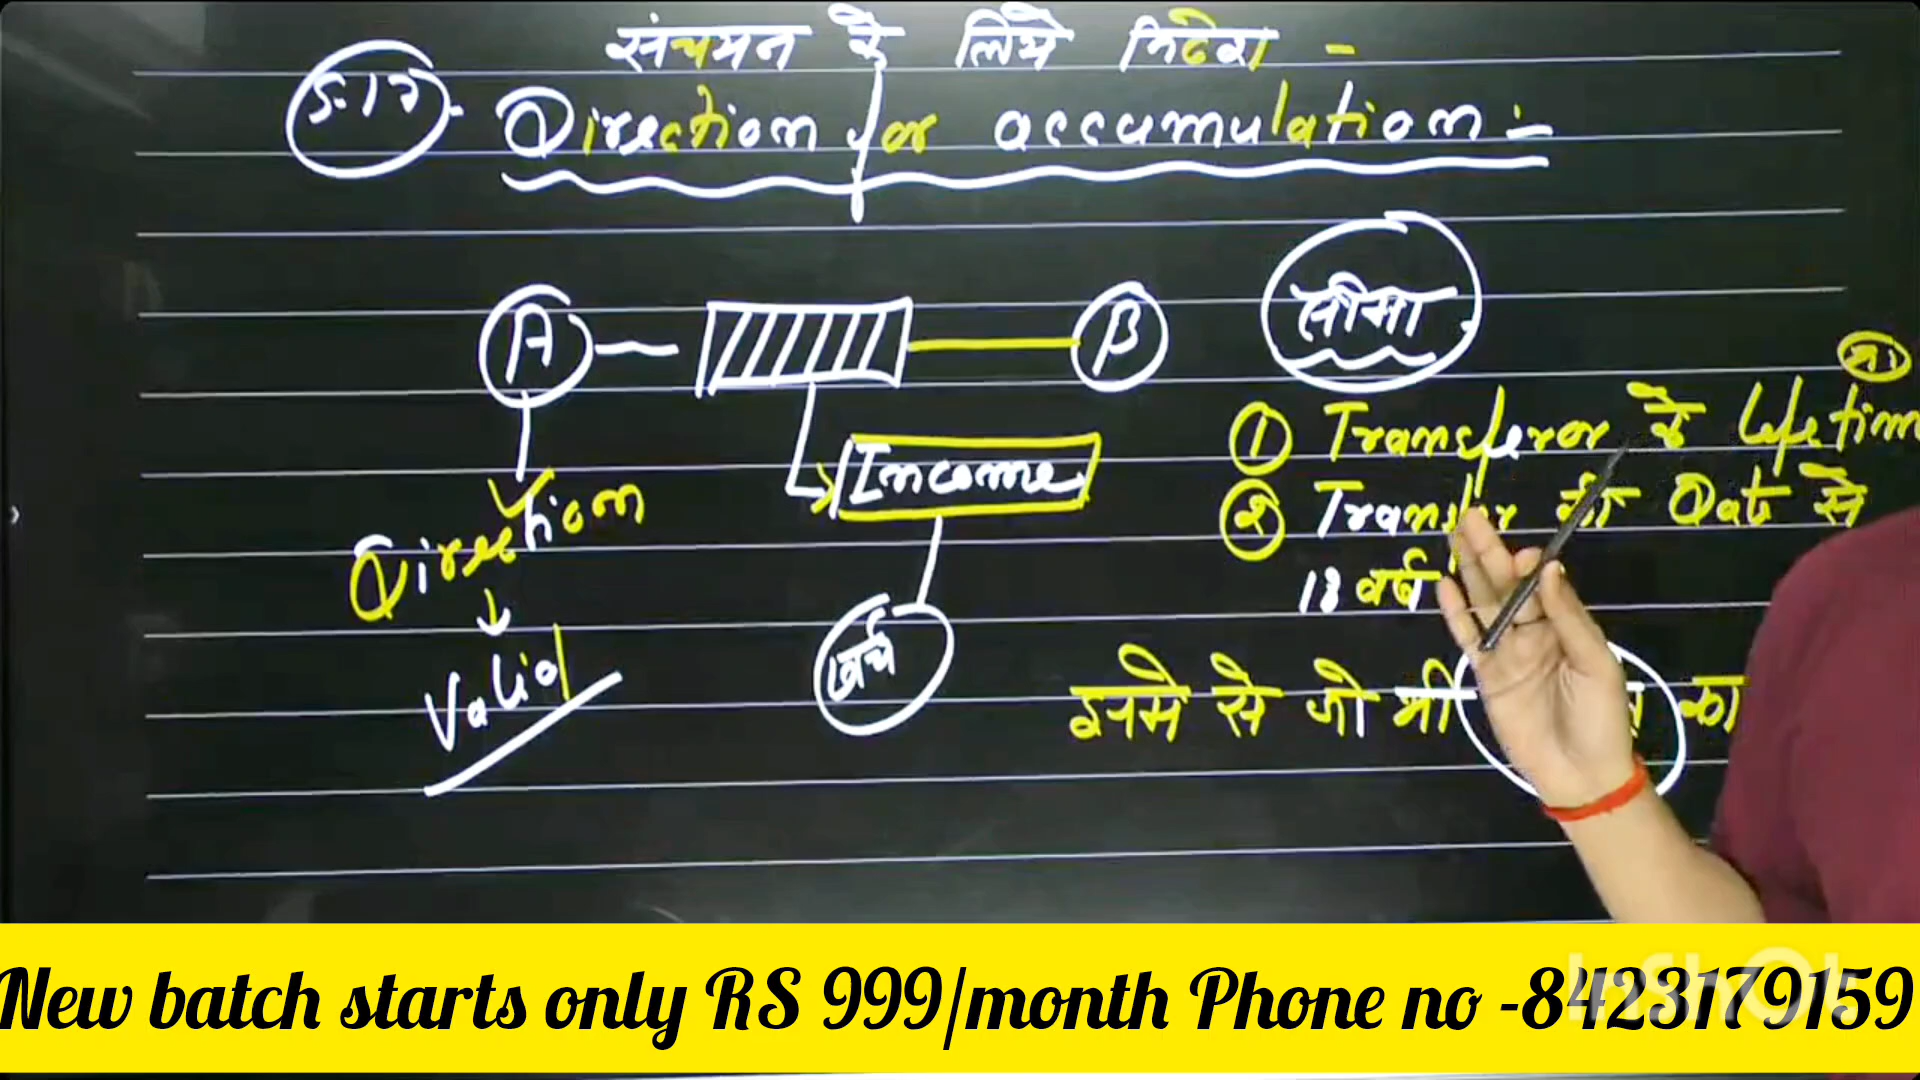 संचयन के लिये निदेश -
S.17. Direction for accumulation :-
A B
सीमा
Income
① Transferor के Lifetim
Direction
② Transfer की Date से
18 वर्ष
Valid
खर्च
इनमे से जो भी का
New batch starts only RS 999/month Phone no -8423179159
InShOt